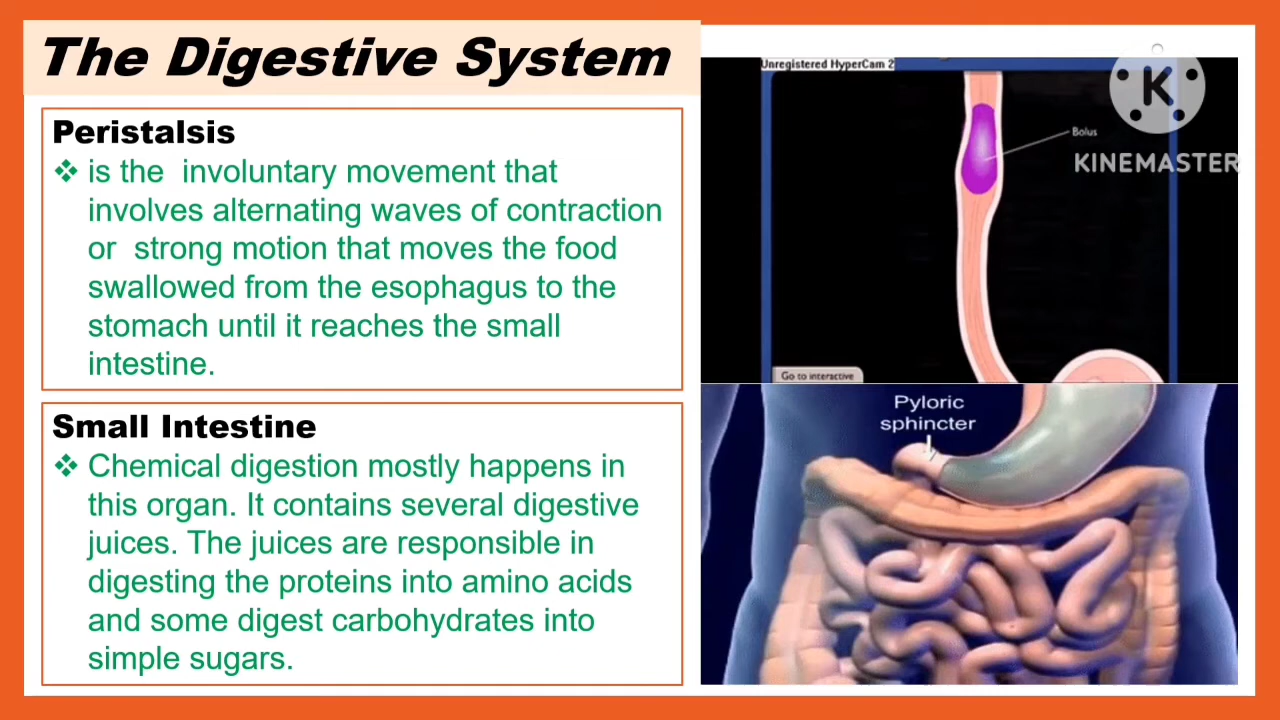 The Digestive System
Peristalsis
❖ is the involuntary movement that
involves alternating waves of contraction
or strong motion that moves the food
swallowed from the esophagus to the
stomach until it reaches the small
intestine.
Small Intestine
❖ Chemical digestion mostly happens in
this organ. It contains several digestive
juices. The juices are responsible in
digesting the proteins into amino acids
and some digest carbohydrates into
simple sugars.
Unregistered HyperCam 2
K
Bolus
KINEMASTER
Go to interactive
Pyloric
sphincter